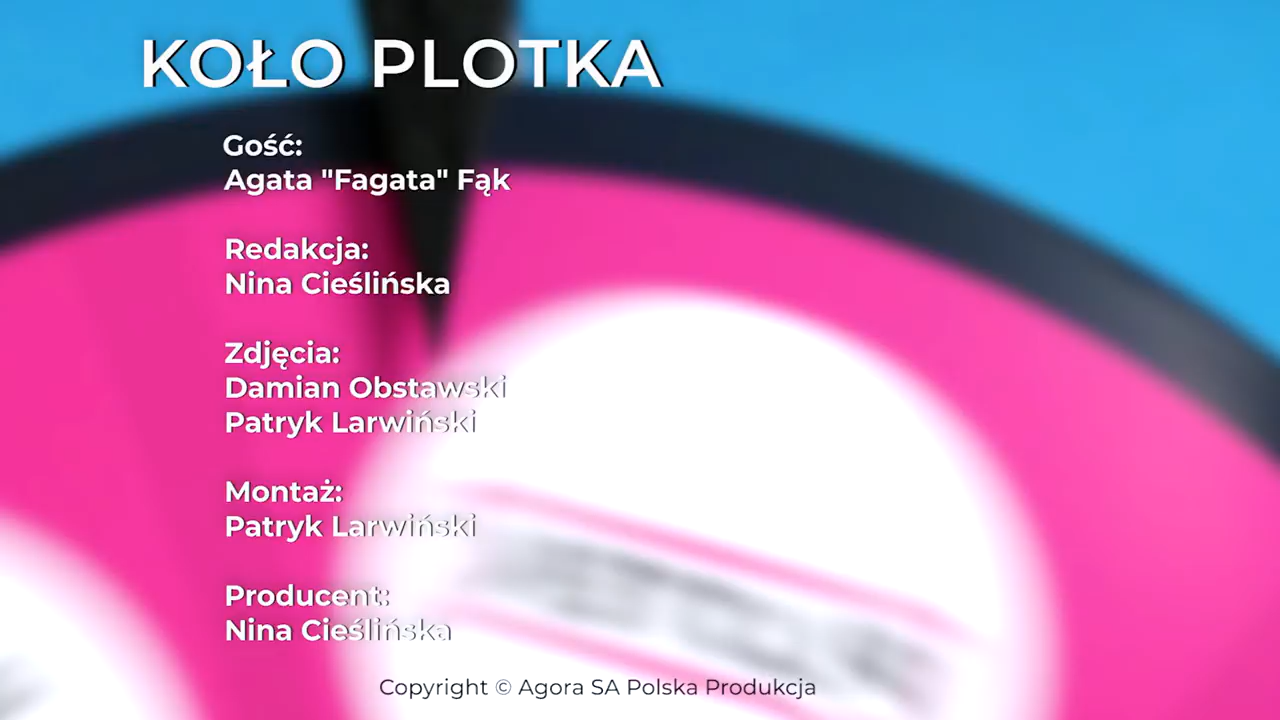 KOŁO PLOTKA
Gość:
Agata "Fagata" Fąk
Redakcja:
Nina Cieślińska
Zdjęcia:
Damian Obstawski
Patryk Larwiński
Montaż:
Patryk Larwiński
Producent:
Nina Cieślińska
Copyright © Agora SA Polska Produkcja